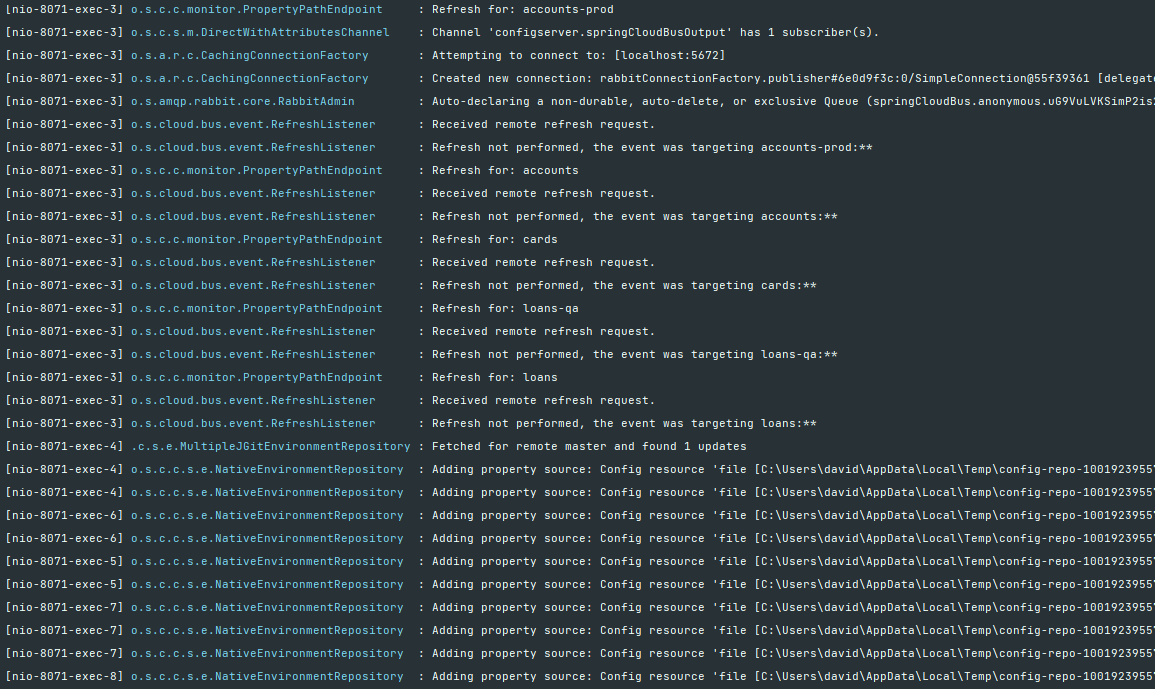 [nio-8071-exec-3] o.s.c.c.monitor.PropertyPathEndpoint : Refresh for: accounts-prod
[nio-8071-exec-3] o.s.c.s.m.DirectWithAttributesChannel : Channel 'configserver.springCloudBusOutput' has 1 subscriber(s).
[nio-8071-exec-3] o.s.a.r.c.CachingConnectionFactory : Attempting to connect to: [localhost:5672]
[nio-8071-exec-3] o.s.a.r.c.CachingConnectionFactory : Created new connection: rabbitConnectionFactory.publisher#6e0d9f3c:0/SimpleConnection@55f39361 [delegate
[nio-8071-exec-3] o.s.amqp.rabbit.core.RabbitAdmin : Auto-declaring a non-durable, auto-delete, or exclusive Queue (springCloudBus.anonymous.uG9VuLVKSimP2is
[nio-8071-exec-3] o.s.cloud.bus.event.RefreshListener : Received remote refresh request.
[nio-8071-exec-3] o.s.cloud.bus.event.RefreshListener : Refresh not performed, the event was targeting accounts-prod:**
[nio-8071-exec-3] o.s.c.c.monitor.PropertyPathEndpoint : Refresh for: accounts
[nio-8071-exec-3] o.s.cloud.bus.event.RefreshListener : Received remote refresh request.
[nio-8071-exec-3] o.s.cloud.bus.event.RefreshListener : Refresh not performed, the event was targeting accounts:**
[nio-8071-exec-3] o.s.c.c.monitor.PropertyPathEndpoint : Refresh for: cards
[nio-8071-exec-3] o.s.cloud.bus.event.RefreshListener : Received remote refresh request.
[nio-8071-exec-3] o.s.cloud.bus.event.RefreshListener : Refresh not performed, the event was targeting cards:**
[nio-8071-exec-3] o.s.c.c.monitor.PropertyPathEndpoint : Refresh for: loans-qa
[nio-8071-exec-3] o.s.cloud.bus.event.RefreshListener : Received remote refresh request.
[nio-8071-exec-3] o.s.cloud.bus.event.RefreshListener : Refresh not performed, the event was targeting loans-qa:**
[nio-8071-exec-3] o.s.c.c.monitor.PropertyPathEndpoint : Refresh for: loans
[nio-8071-exec-3] o.s.cloud.bus.event.RefreshListener : Received remote refresh request.
[nio-8071-exec-3] o.s.cloud.bus.event.RefreshListener : Refresh not performed, the event was targeting loans:**
[nio-8071-exec-4] .c.s.e.MultipleJGitEnvironmentRepository : Fetched for remote master and found 1 updates
[nio-8071-exec-4] o.s.c.c.s.e.NativeEnvironmentRepository : Adding property source: Config resource 'file [C:\Users\david\AppData\Local\Temp\config-repo-1001923955
[nio-8071-exec-4] o.s.c.c.s.e.NativeEnvironmentRepository : Adding property source: Config resource 'file [C:\Users\david\AppData\Local\Temp\config-repo-1001923955
[nio-8071-exec-6] o.s.c.c.s.e.NativeEnvironmentRepository : Adding property source: Config resource 'file [C:\Users\david\AppData\Local\Temp\config-repo-1001923955
[nio-8071-exec-6] o.s.c.c.s.e.NativeEnvironmentRepository : Adding property source: Config resource 'file [C:\Users\david\AppData\Local\Temp\config-repo-1001923955
[nio-8071-exec-5] o.s.c.c.s.e.NativeEnvironmentRepository : Adding property source: Config resource 'file [C:\Users\david\AppData\Local\Temp\config-repo-1001923955
[nio-8071-exec-5] o.s.c.c.s.e.NativeEnvironmentRepository : Adding property source: Config resource 'file [C:\Users\david\AppData\Local\Temp\config-repo-1001923955
[nio-8071-exec-7] o.s.c.c.s.e.NativeEnvironmentRepository : Adding property source: Config resource 'file [C:\Users\david\AppData\Local\Temp\config-repo-1001923955
[nio-8071-exec-7] o.s.c.c.s.e.NativeEnvironmentRepository : Adding property source: Config resource 'file [C:\Users\david\AppData\Local\Temp\config-repo-1001923955
[nio-8071-exec-7] o.s.c.c.s.e.NativeEnvironmentRepository : Adding property source: Config resource 'file [C:\Users\david\AppData\Local\Temp\config-repo-1001923955
[nio-8071-exec-8] o.s.c.c.s.e.NativeEnvironmentRepository : Adding property source: Config resource 'file [C:\Users\david\AppData\Local\Temp\config-repo-1001923955